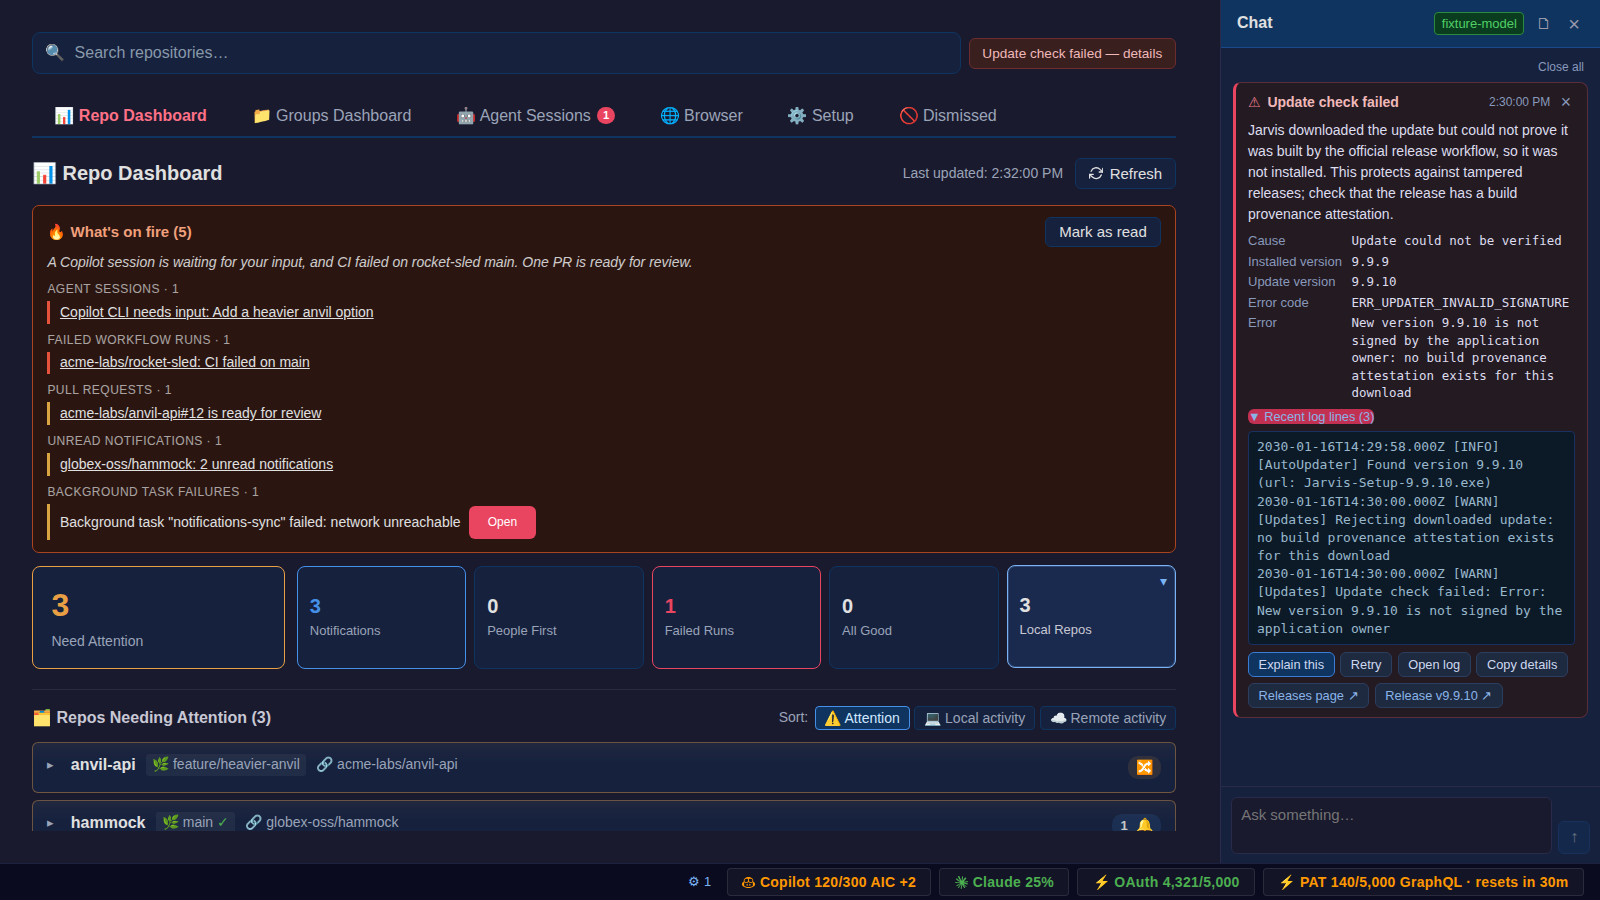 Search repositories…
Update check failed — details
Repo Dashboard
Groups Dashboard
Agent Sessions 1
Browser
Setup
Dismissed
Repo Dashboard
Last updated: 2:32:00 PM
Refresh
What's on fire (5)
Mark as read
A Copilot session is waiting for your input, and CI failed on rocket-sled main. One PR is ready for review.
AGENT SESSIONS · 1
Copilot CLI needs input: Add a heavier anvil option
FAILED WORKFLOW RUNS · 1
acme-labs/rocket-sled: CI failed on main
PULL REQUESTS · 1
acme-labs/anvil-api#12 is ready for review
UNREAD NOTIFICATIONS · 1
globex-oss/hammock: 2 unread notifications
BACKGROUND TASK FAILURES · 1
Background task "notifications-sync" failed: network unreachable
Open
3
Need Attention
3
Notifications
0
People First
1
Failed Runs
0
All Good
3
Local Repos
Repos Needing Attention (3)
Sort:
Attention
Local activity
Remote activity
anvil-api
feature/heavier-anvil
acme-labs/anvil-api
hammock
main ✓
globex-oss/hammock
1
Chat
fixture-model
Close all
Update check failed
2:30:00 PM
Jarvis downloaded the update but could not prove it
was built by the official release workflow, so it was
not installed. This protects against tampered
releases; check that the release has a build
provenance attestation.
Cause Update could not be verified
Installed version 9.9.9
Update version 9.9.10
Error code ERR_UPDATER_INVALID_SIGNATURE
Error New version 9.9.10 is not
signed by the application
owner: no build provenance
attestation exists for this
download
▼ Recent log lines (3)
2030-01-16T14:29:58.000Z [INFO]
[AutoUpdater] Found version 9.9.10
(url: Jarvis-Setup-9.9.10.exe)
2030-01-16T14:30:00.000Z [WARN]
[Updates] Rejecting downloaded update:
no build provenance attestation exists
for this download
2030-01-16T14:30:00.000Z [WARN]
[Updates] Update check failed: Error:
New version 9.9.10 is not signed by the
application owner
Explain this
Retry
Open log
Copy details
Releases page ↗
Release v9.9.10 ↗
Ask something…
↑
⚙ 1
Copilot 120/300 AIC +2
Claude 25%
OAuth 4,321/5,000
PAT 140/5,000 GraphQL · resets in 30m